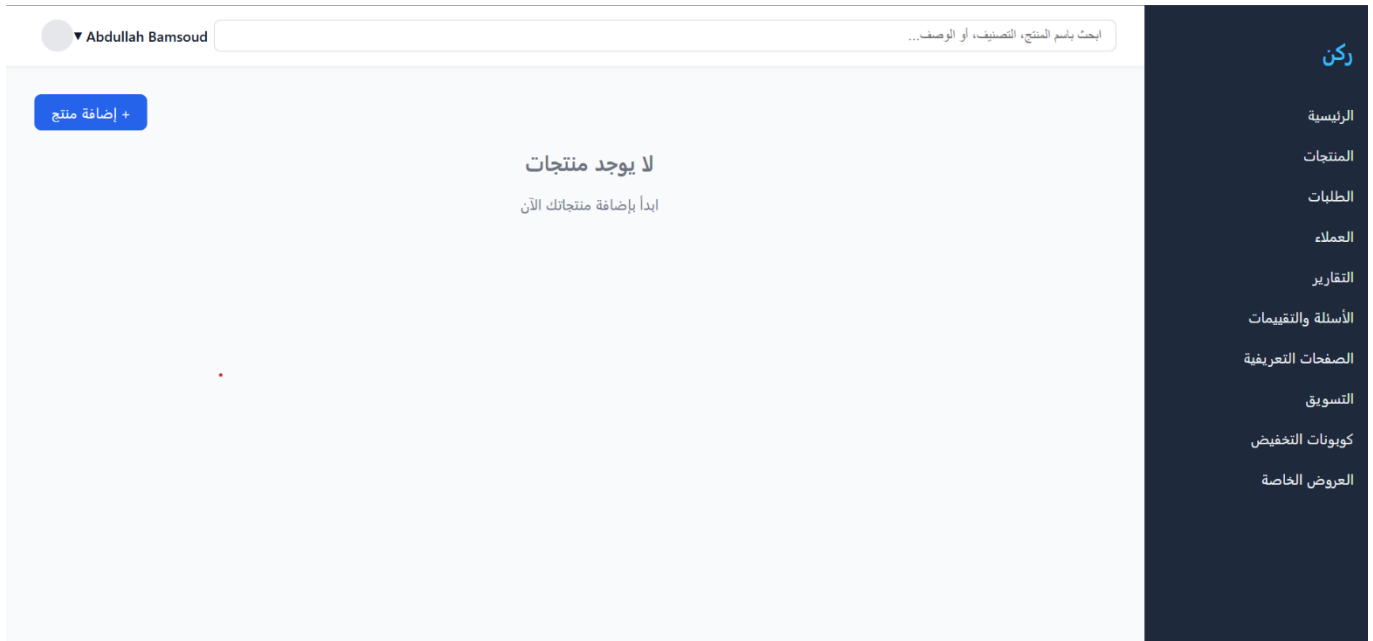 ركن
الرئيسية
المنتجات
الطلبات
العملاء
التقارير
الأسئلة والتقييمات
الصفحات التعريفية
التسويق
كوبونات التخفيض
العروض الخاصة
ابحث باسم المنتج، التصنيف، أو الوصف...
▼ Abdullah Bamsoud
+ إضافة منتج
لا يوجد منتجات
ابدأ بإضافة منتجاتك الآن